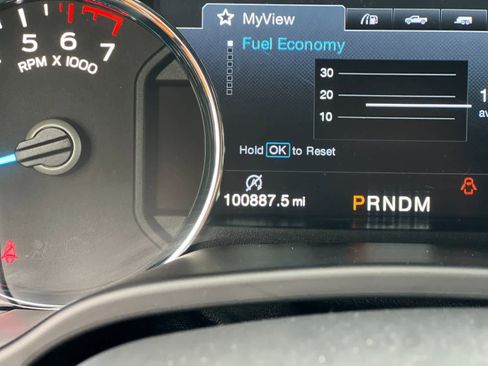 MyView
Fuel Economy
5 6 7
RPM X 1000
30
20
10
Hold OK to Reset
100887.5 mi
PRNDM